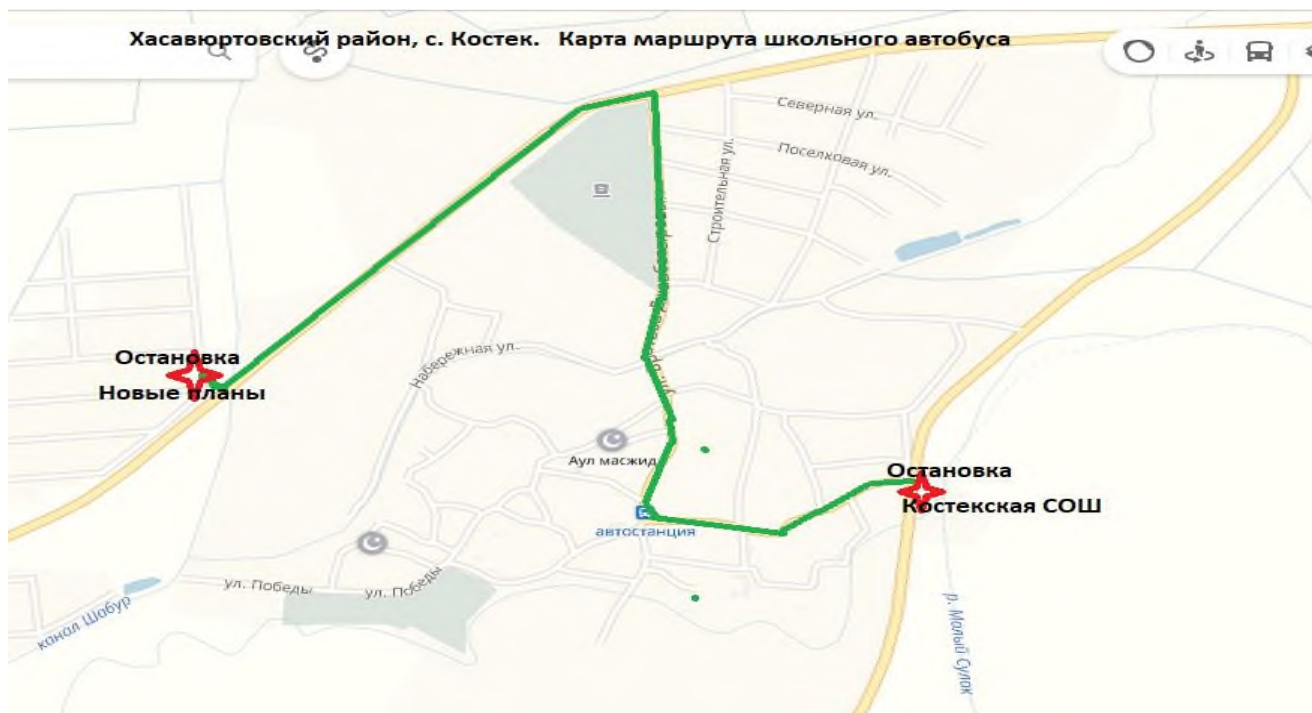 Хасавюртовский район, с. Костек. Карта маршрута школьного автобуса
Северная ул.
Поселковая ул.
Строительная ул.
Набережная ул.
Остановка
Новые планы
Аул масжид
автостанция
Остановка
Костекская СОШ
ул. Победы
ул. Победы
канал Шабур
р. Малый Сулак